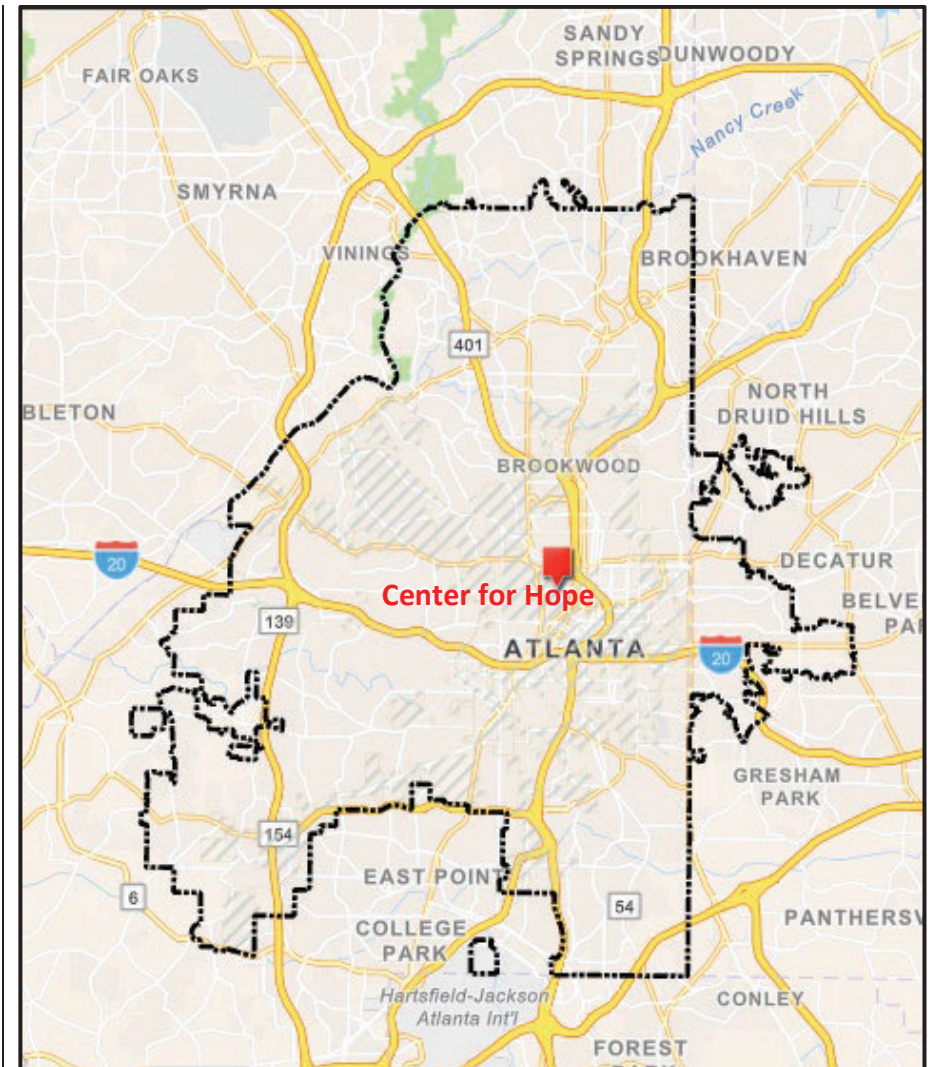 SANDY
SPRINGS
DUNWOODY
FAIR OAKS
Nancy Creek
SMYRNA
VININGS
BROOKHAVEN
401
NORTH
DRUID HILLS
BLETON
BROOKWOOD
20
DECATUR
Center for Hope
BELVE
PAR
139
ATLANTA
20
GRESHAM
PARK
154
EAST POINT
6
54
COLLEGE
PARK
PANTHERSV
Hartsfield-Jackson
Atlanta Int'l
CONLEY
FOREST